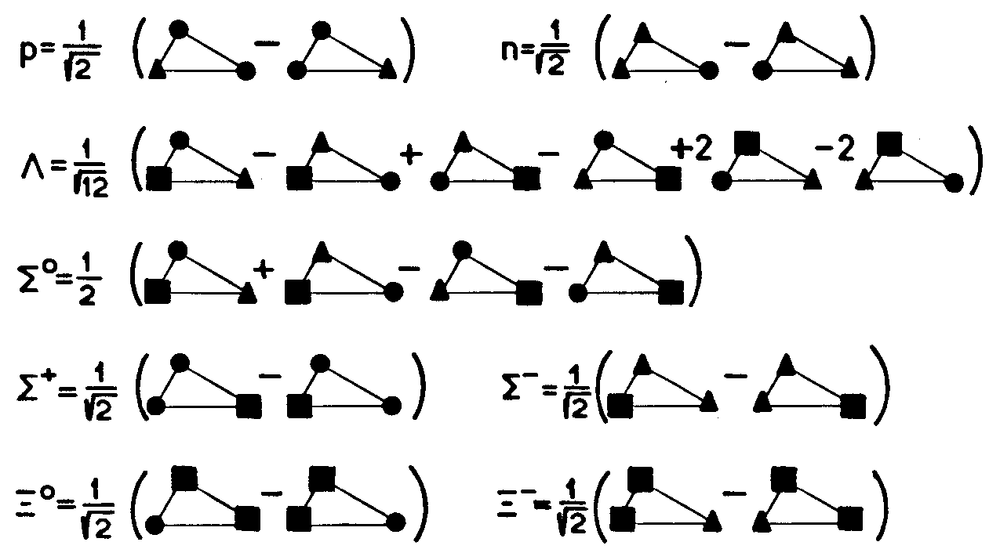 p = 1/√2 ( − ) n = 1/√2 ( − )
Λ = 1/√12 ( − + − +2 −2 )
Σ° = 1/2 ( + − − )
Σ⁺ = 1/√2 ( − ) Σ⁻ = 1/√2 ( − )
Ξ° = 1/√2 ( − ) Ξ⁻ = 1/√2 ( − )